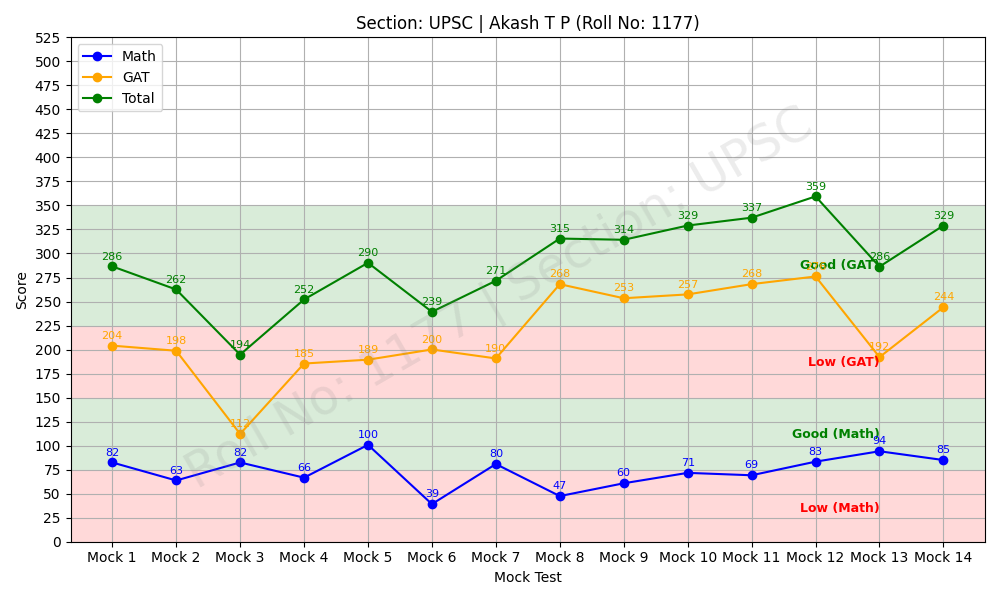 Section: UPSC | Akash T P (Roll No: 1177)
Math
GAT
Total
Score
525
500
475
450
425
400
375
350
325
300
275
250
225
200
175
150
125
100
75
50
25
0
286 262 194 252 290 239 271 315 314 329 337 359 286 329
204 198 112 185 189 200 190 268 253 257 268 192 244
82 63 82 66 100 39 80 47 60 71 69 83 94 85
Good (GAT)
Low (GAT)
Good (Math)
Low (Math)
Roll No: 1177 | Section: UPSC
Mock 1 Mock 2 Mock 3 Mock 4 Mock 5 Mock 6 Mock 7 Mock 8 Mock 9 Mock 10 Mock 11 Mock 12 Mock 13 Mock 14
Mock Test